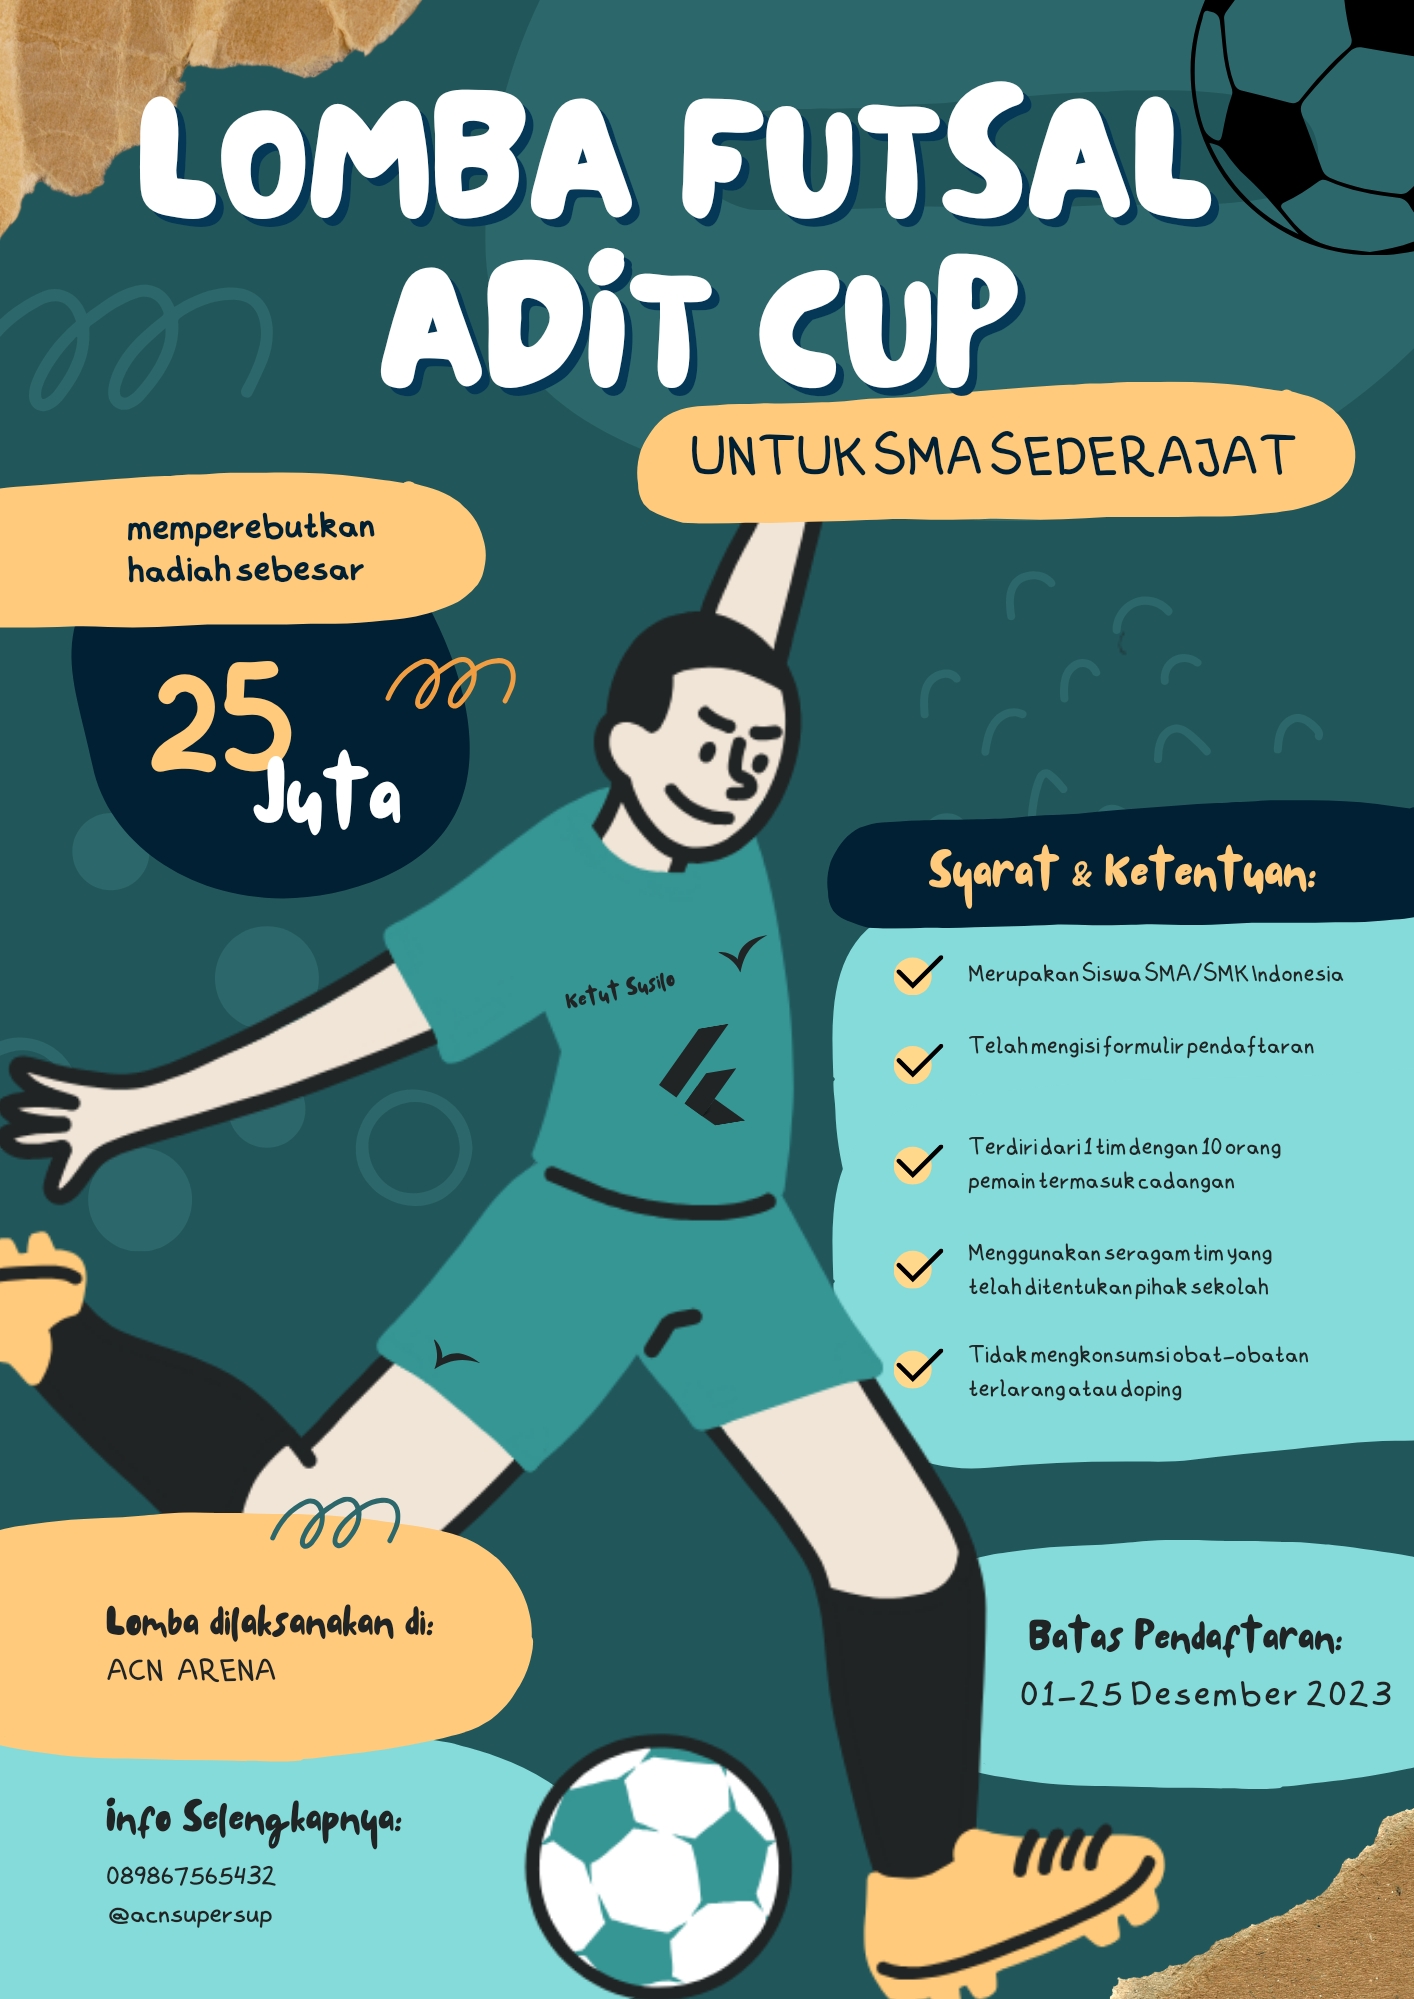 LOMBA FUTSAL
ADIT CUP
UNTUK SMA SEDERAJAT
memperebutkan
hadiah sebesar
25
Juta
Syarat & Ketentuan:
Merupakan Siswa SMA/SMK Indonesia
Telah mengisi formulir pendaftaran
Terdiri dari 1 tim dengan 10 orang
pemain termasuk cadangan
Menggunakan seragam tim yang
telah ditentukan pihak sekolah
Tidak mengkonsumsi obat-obatan
terlarang atau doping
Ketut Susilo
Lomba dilaksanakan di:
ACN ARENA
Batas Pendaftaran:
01-25 Desember 2023
info Selengkapnya:
089867565432
@acnsupersup